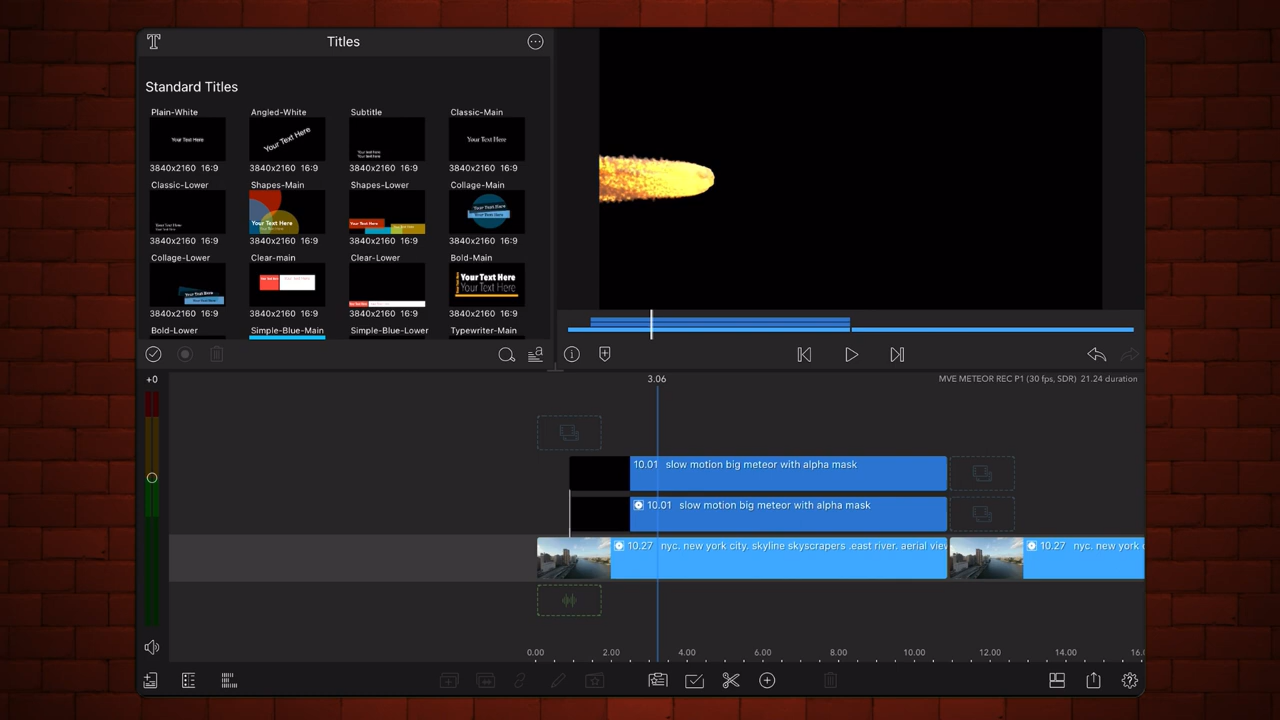 Titles
Standard Titles
Plain-White Angled-White Subtitle Classic-Main
Your Text Here Your Text Here Your Text Here
3840x2160 16:9 3840x2160 16:9 3840x2160 16:9 3840x2160 16:9
Classic-Lower Shapes-Main Shapes-Lower Collage-Main
Your Text Here Your Text Here
3840x2160 16:9 3840x2160 16:9 3840x2160 16:9 3840x2160 16:9
Collage-Lower Clear-main Clear-Lower Bold-Main
Your Text Here
Your Text Here
3840x2160 16:9 3840x2160 16:9 3840x2160 16:9 3840x2160 16:9
Bold-Lower Simple-Blue-Main Simple-Blue-Lower Typewriter-Main
+0
3.06
MVE METEOR REC P1 (30 fps, SDR) 21.24 duration
10.01 slow motion big meteor with alpha mask
10.01 slow motion big meteor with alpha mask
10.27 nyc. new york city. skyline skyscrapers .east river. aerial view
10.27 nyc. new york
0.00 2.00 4.00 6.00 8.00 10.00 12.00 14.00 16.